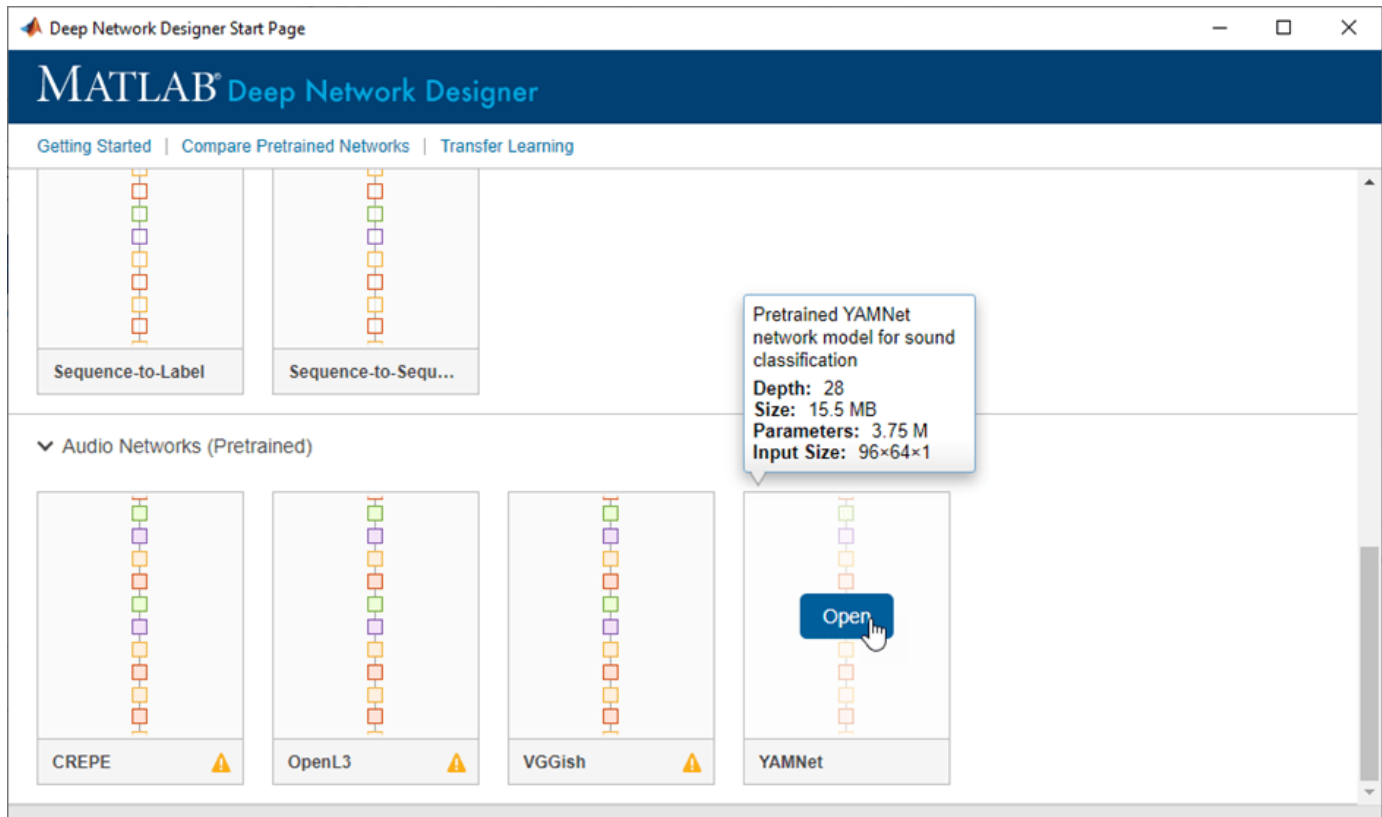 Deep Network Designer Start Page
MATLAB® Deep Network Designer
Getting Started | Compare Pretrained Networks | Transfer Learning
Sequence-to-Label
Sequence-to-Sequ...
Pretrained YAMNet
network model for sound
classification
Depth: 28
Size: 15.5 MB
Parameters: 3.75 M
Input Size: 96×64×1
Audio Networks (Pretrained)
Open
CREPE
OpenL3
VGGish
YAMNet